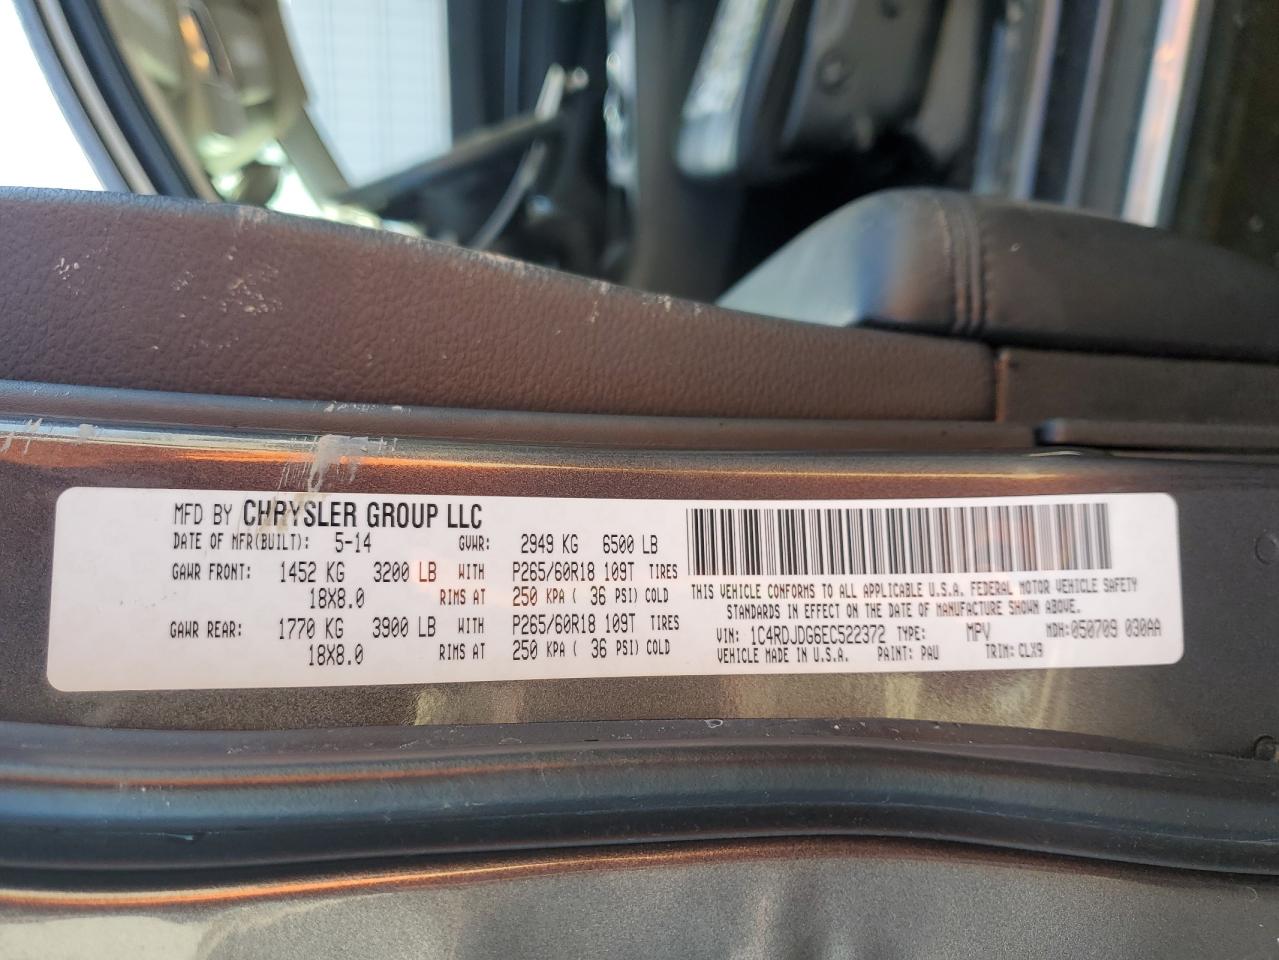 MFD BY CHRYSLER GROUP LLC
DATE OF MFR(BUILT): 5-14 GVWR: 2949 KG 6500 LB
GAWR FRONT: 1452 KG 3200 LB WITH P265/60R18 109T TIRES
18X8.0 RIMS AT 250 KPA ( 36 PSI) COLD
GAWR REAR: 1770 KG 3900 LB WITH P265/60R18 109T TIRES
18X8.0 RIMS AT 250 KPA ( 36 PSI) COLD
THIS VEHICLE CONFORMS TO ALL APPLICABLE U.S.A. FEDERAL MOTOR VEHICLE SAFETY
STANDARDS IN EFFECT ON THE DATE OF MANUFACTURE SHOWN ABOVE.
VIN: 1C4RDJDG6EC522372 TYPE: MPV MDH:050709 030AA
VEHICLE MADE IN U.S.A. PAINT: PAU TRIM: CLX9